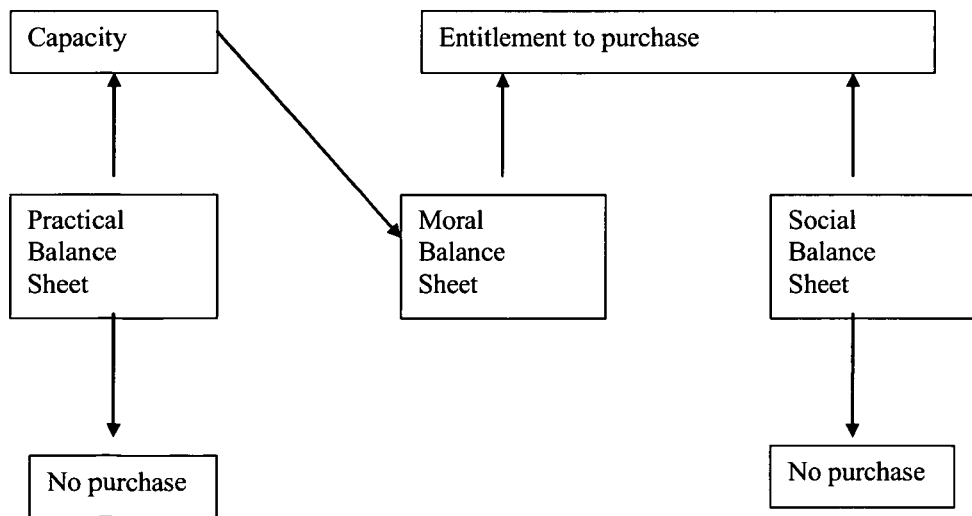 Capacity
Entitlement to purchase
Practical
Balance
Sheet
Moral
Balance
Sheet
Social
Balance
Sheet
No purchase
No purchase